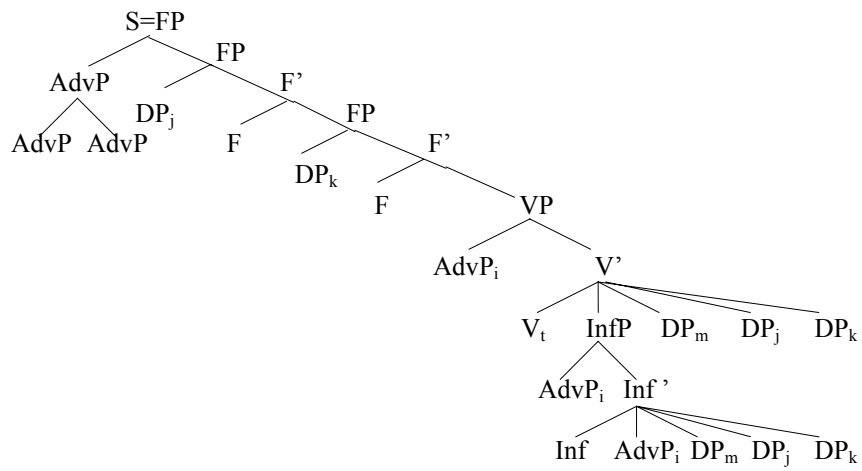 S=FP
FP
AdvP
F’
DPj
FP
AdvP AdvP
F
F’
DPk
F
VP
AdvPi
V’
Vt InfP DPm DPj DPk
AdvPi Inf ’
Inf AdvPi DPm DPj DPk